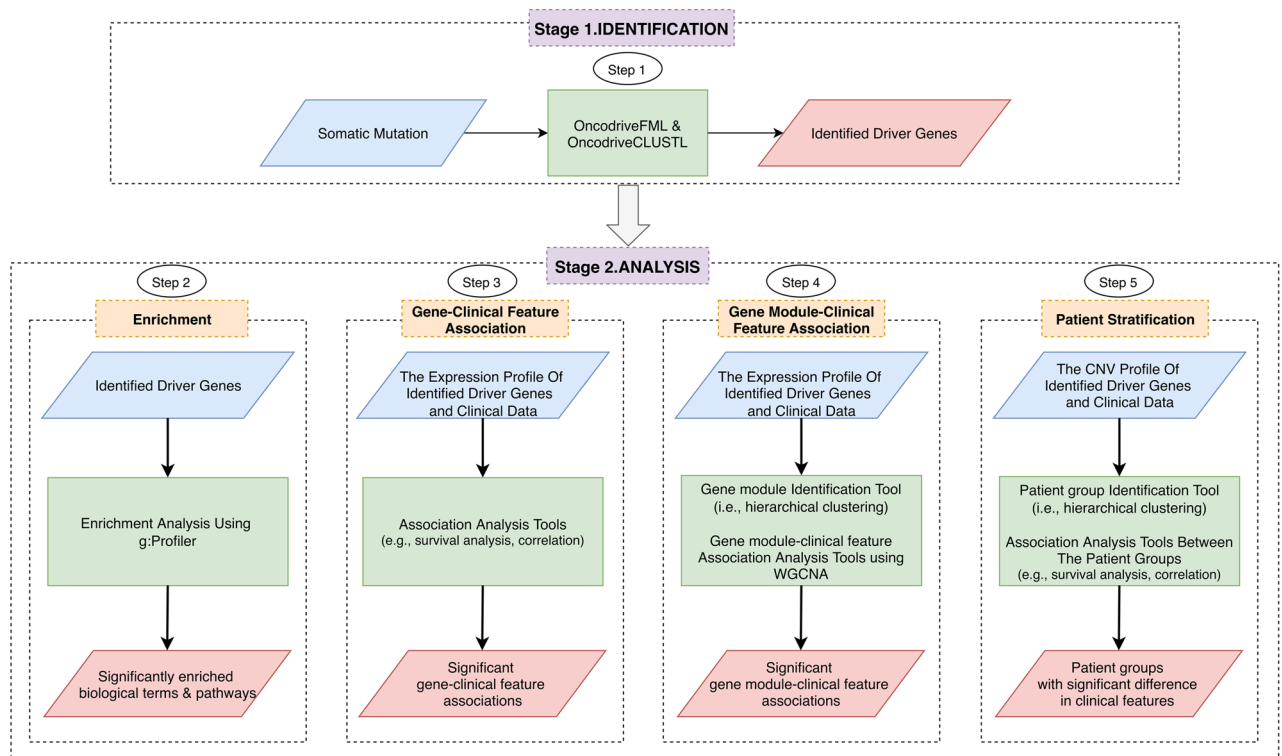 Stage 1.IDENTIFICATION
Step 1
Somatic Mutation
OncodriveFML &
OncodriveCLUSTL
Identified Driver Genes
Stage 2.ANALYSIS
Step 2
Enrichment
Identified Driver Genes
Enrichment Analysis Using
g:Profiler
Significantly enriched
biological terms & pathways
Step 3
Gene-Clinical Feature
Association
The Expression Profile Of
Identified Driver Genes
and Clinical Data
Association Analysis Tools
(e.g., survival analysis, correlation)
Significant
gene-clinical feature
associations
Step 4
Gene Module-Clinical
Feature Association
The Expression Profile Of
Identified Driver Genes
and Clinical Data
Gene module Identification Tool
(i.e., hierarchical clustering)
Gene module-clinical feature
Association Analysis Tools using
WGCNA
Significant
gene module-clinical feature
associations
Step 5
Patient Stratification
The CNV Profile Of
Identified Driver Genes
and Clinical Data
Patient group Identification Tool
(i.e., hierarchical clustering)
Association Analysis Tools Between
The Patient Groups
(e.g., survival analysis, correlation)
Patient groups
with significant difference
in clinical features